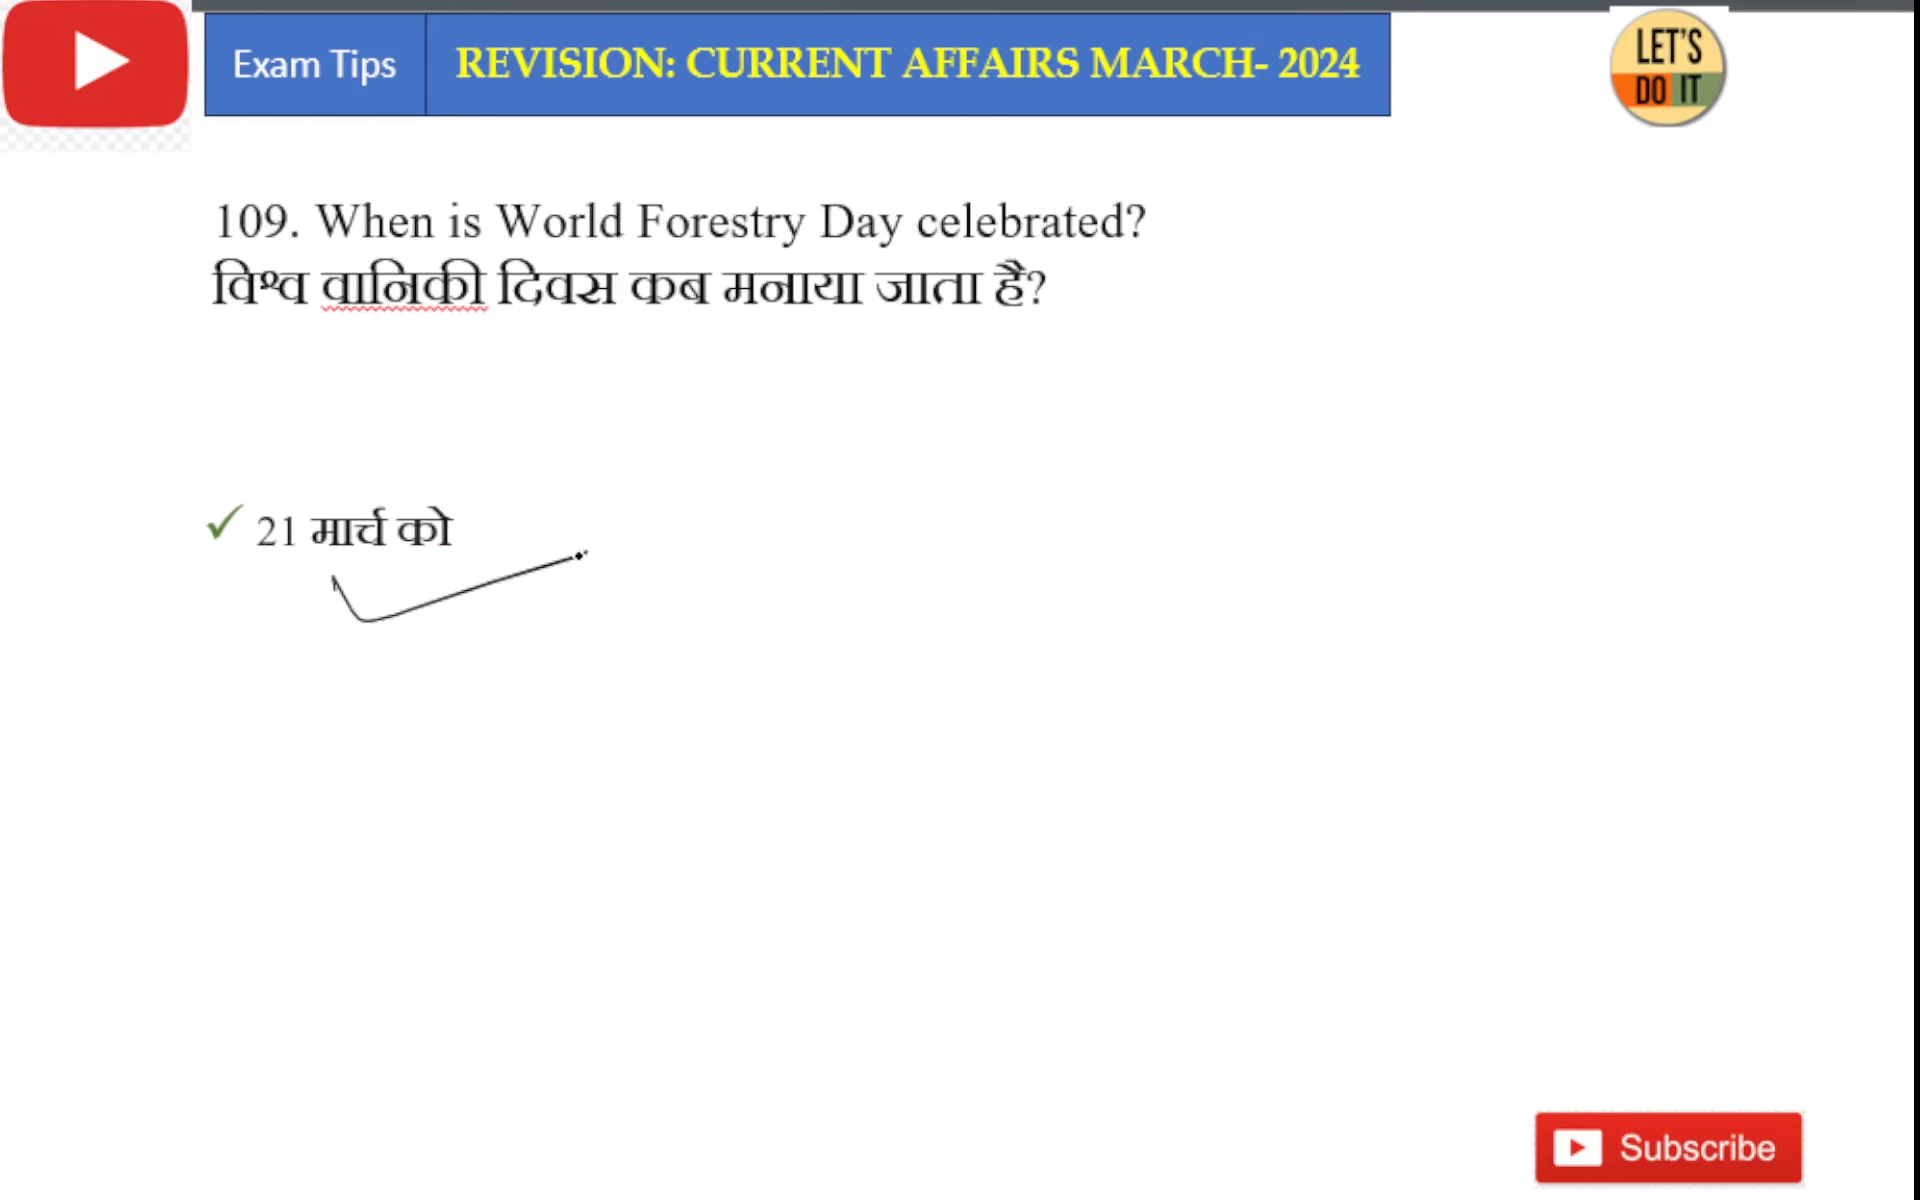 Exam Tips REVISION: CURRENT AFFAIRS MARCH- 2024
LET'S
DO IT
109. When is World Forestry Day celebrated?
विश्व वानिकी दिवस कब मनाया जाता है?
21 मार्च को
Subscribe